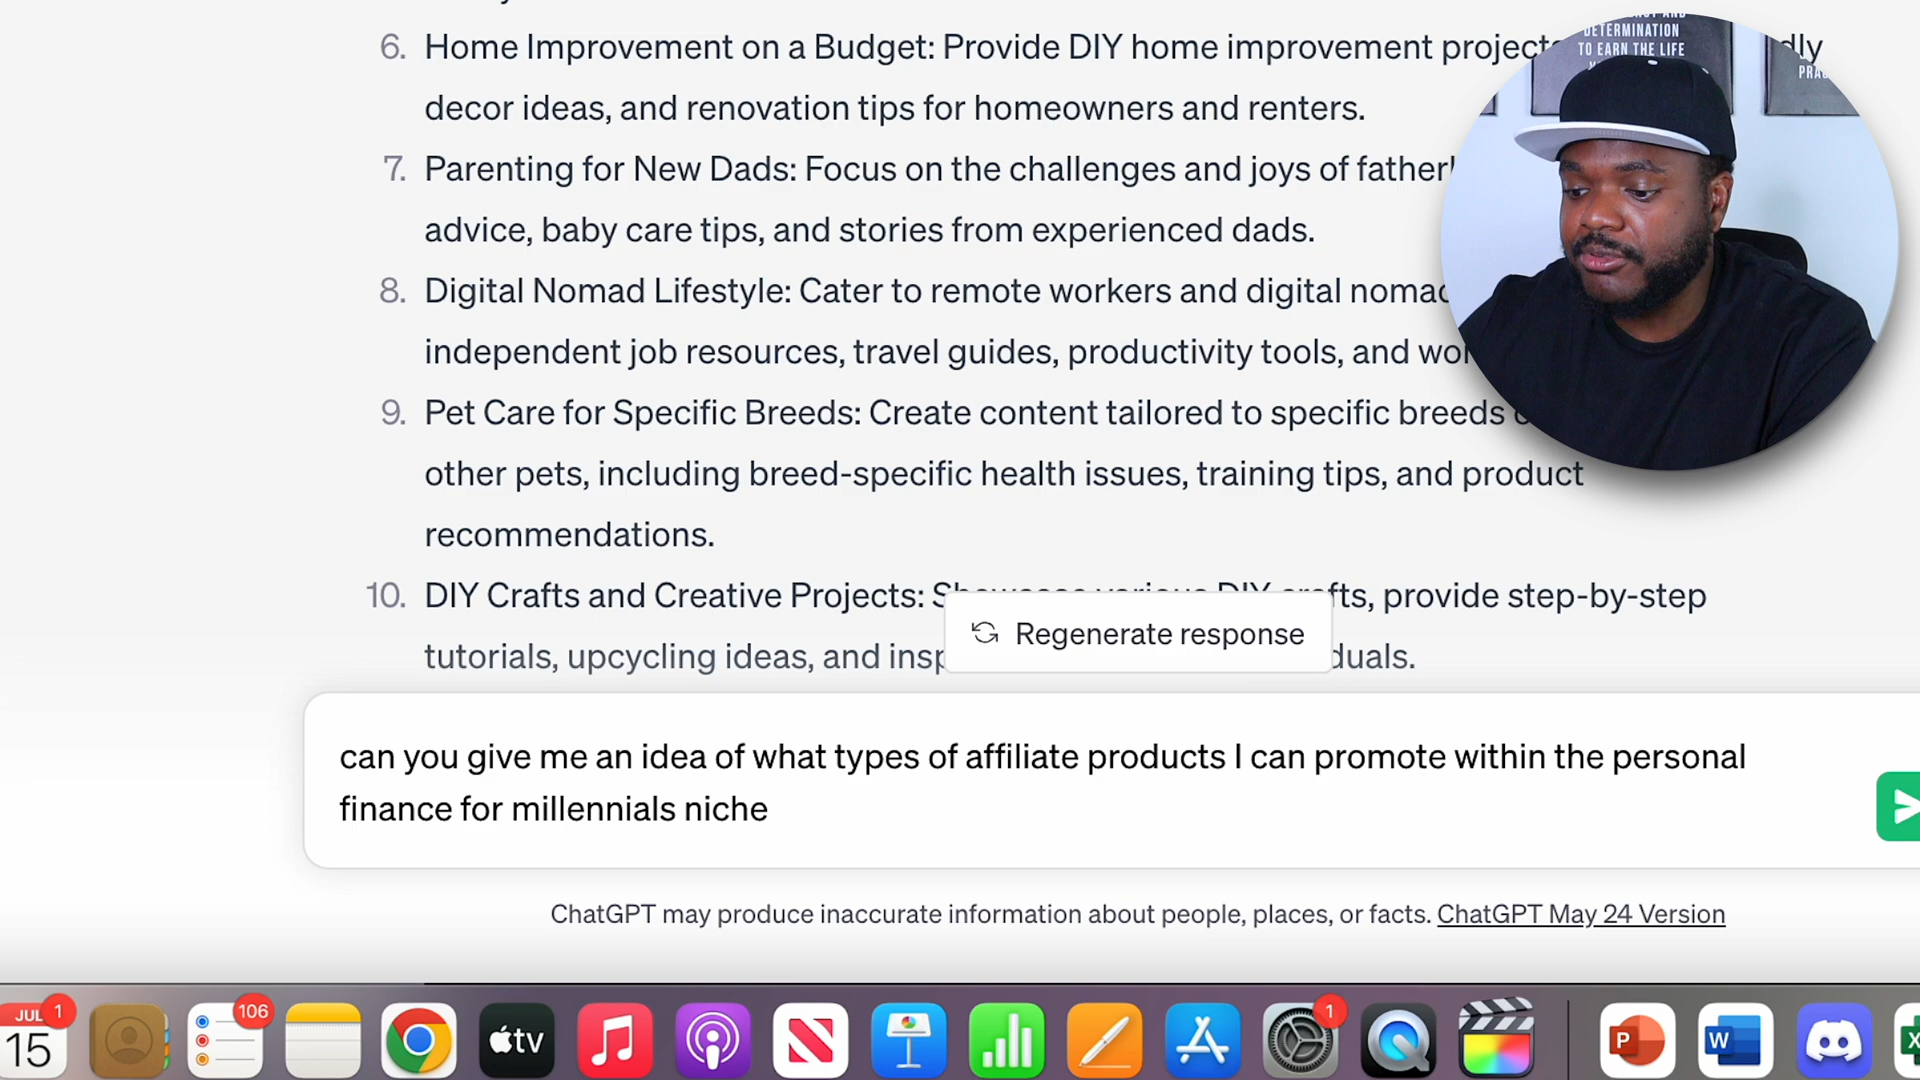 DETERMINATION
TO EARN THE LIFE
PRAC
6. Home Improvement on a Budget: Provide DIY home improvement projects dly
decor ideas, and renovation tips for homeowners and renters.
7. Parenting for New Dads: Focus on the challenges and joys of father
advice, baby care tips, and stories from experienced dads.
8. Digital Nomad Lifestyle: Cater to remote workers and digital nomad
independent job resources, travel guides, productivity tools, and
9. Pet Care for Specific Breeds: Create content tailored to specific breeds
other pets, including breed-specific health issues, training tips, and product
recommendations.
10. DIY Crafts and Creative Projects: Showcase various DIY crafts, provide step-by-step
tutorials, upcycling ideas, and insp duals.
Regenerate response
can you give me an idea of what types of affiliate products I can promote within the personal
finance for millennials niche
ChatGPT may produce inaccurate information about people, places, or facts. ChatGPT May 24 Version
JUL 1
15
106
tv
1
P
W
X